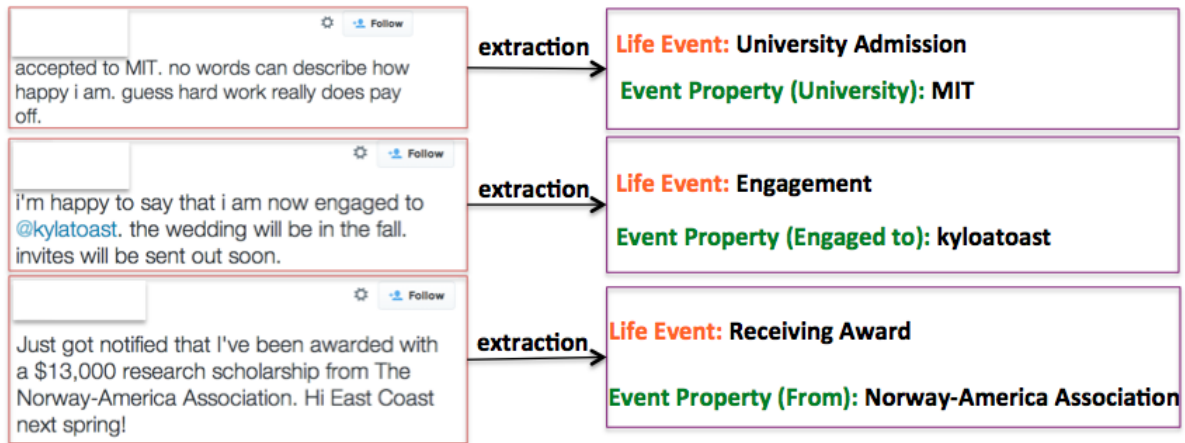 Follow
accepted to MIT. no words can describe how
happy i am. guess hard work really does pay
off.
extraction
Life Event: University Admission
Event Property (University): MIT
Follow
i'm happy to say that i am now engaged to
@kylatoast. the wedding will be in the fall.
invites will be sent out soon.
extraction
Life Event: Engagement
Event Property (Engaged to): kyloatoast
Follow
Just got notified that I've been awarded with
a $13,000 research scholarship from The
Norway-America Association. Hi East Coast
next spring!
extraction
Life Event: Receiving Award
Event Property (From): Norway-America Association